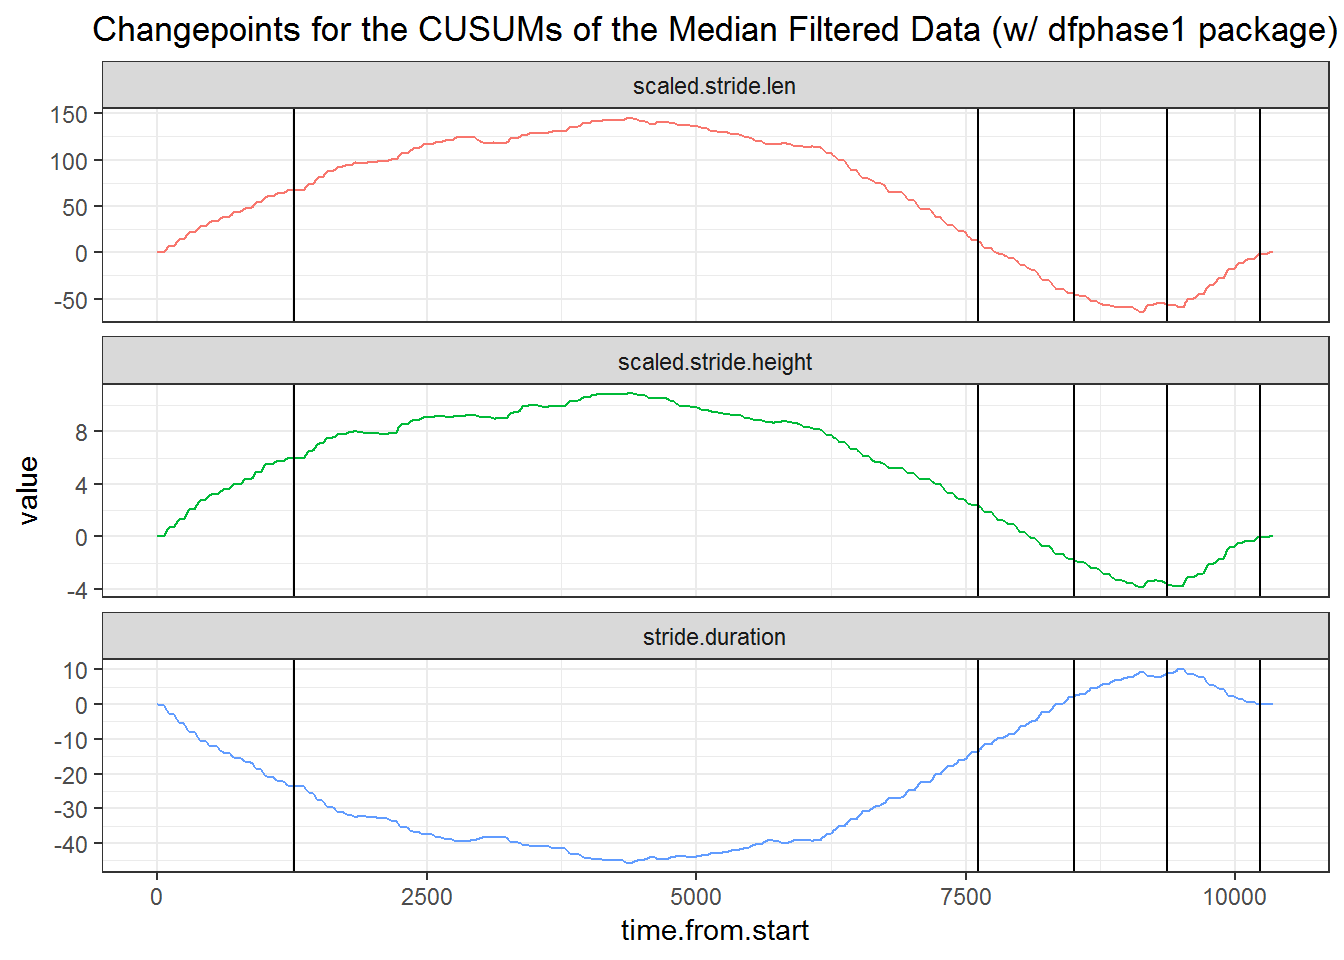 Changepoints for the CUSUMs of the Median Filtered Data (w/ dfphase1 package)
scaled.stride.len
150
100
50
0
-50
scaled.stride.height
8
4
0
-4
value
stride.duration
10
0
-10
-20
-30
-40
0 2500 5000 7500 10000
time.from.start